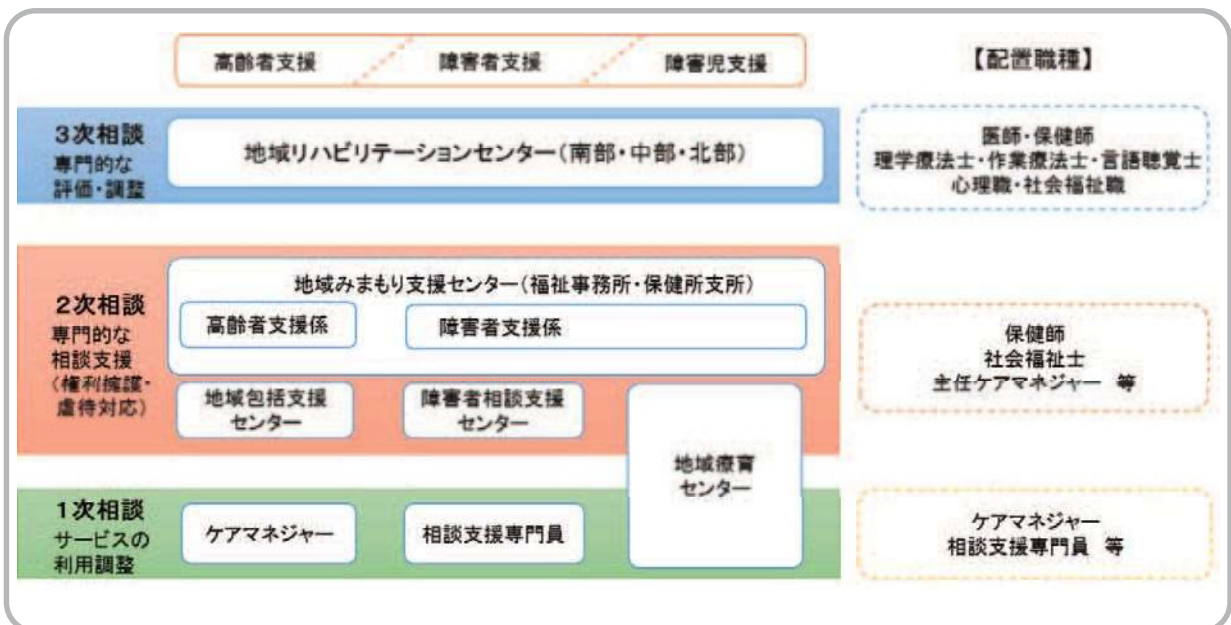 高齢者支援 障害者支援 障害児支援
【配置職種】
3次相談
専門的な
評価・調整
地域リハビリテーションセンター(南部・中部・北部)
医師・保健師
理学療法士・作業療法士・言語聴覚士
心理職・社会福祉職
2次相談
専門的な
相談支援
(権利擁護・
虐待対応)
地域みまもり支援センター(福祉事務所・保健所支所)
高齢者支援係
障害者支援係
地域包括支援
センター
障害者相談支援
センター
保健師
社会福祉士
主任ケアマネジャー 等
地域療育
センター
1次相談
サービスの
利用調整
ケアマネジャー
相談支援専門員
ケアマネジャー
相談支援専門員 等